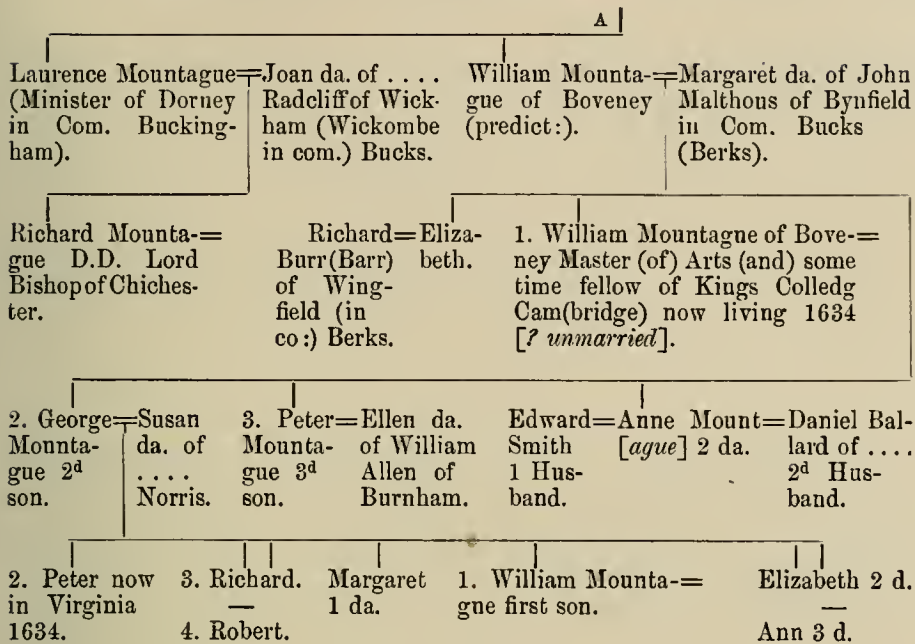 A
Laurence Mountague=Joan da. of . . . .
(Minister of Dorney
in Com. Bucking-
ham).
Radcliff of Wick-
ham (Wickombe
in com.) Bucks.
William Mounta-=Margaret da. of John
gue of Boveney
(predict:).
Malthous of Bynfield
in Com. Bucks
(Berks).
Richard Mounta-=
gue D.D. Lord
Bishop of Chiches-
ter.
Richard=Eliza-
Burr (Barr) beth.
of Wing-
field (in
co:) Berks.
1. William Mountagne of Bove-=
ney Master (of) Arts (and) some
time fellow of Kings Colledg
Cam(bridge) now living 1634
[? unmarried].
2. George=Susan
Monnta-
gue 2d
son.
da. of
. . . .
Norris.
3. Peter=Ellen da.
Mounta-
gue 3d
son.
of William
Allen of
Burnham.
Edward=Anne Mount=Daniel Bal-
Smith
1 Hus-
band.
[ague] 2 da.
lard of . . . .
2d Hus-
band.
2. Peter now
in Virginia
1634.
3. Richard.
—
4. Robert.
Margaret
1 da.
1. William Mounta-=
gne first son.
Elizabeth 2 d.
—
Ann 3 d.